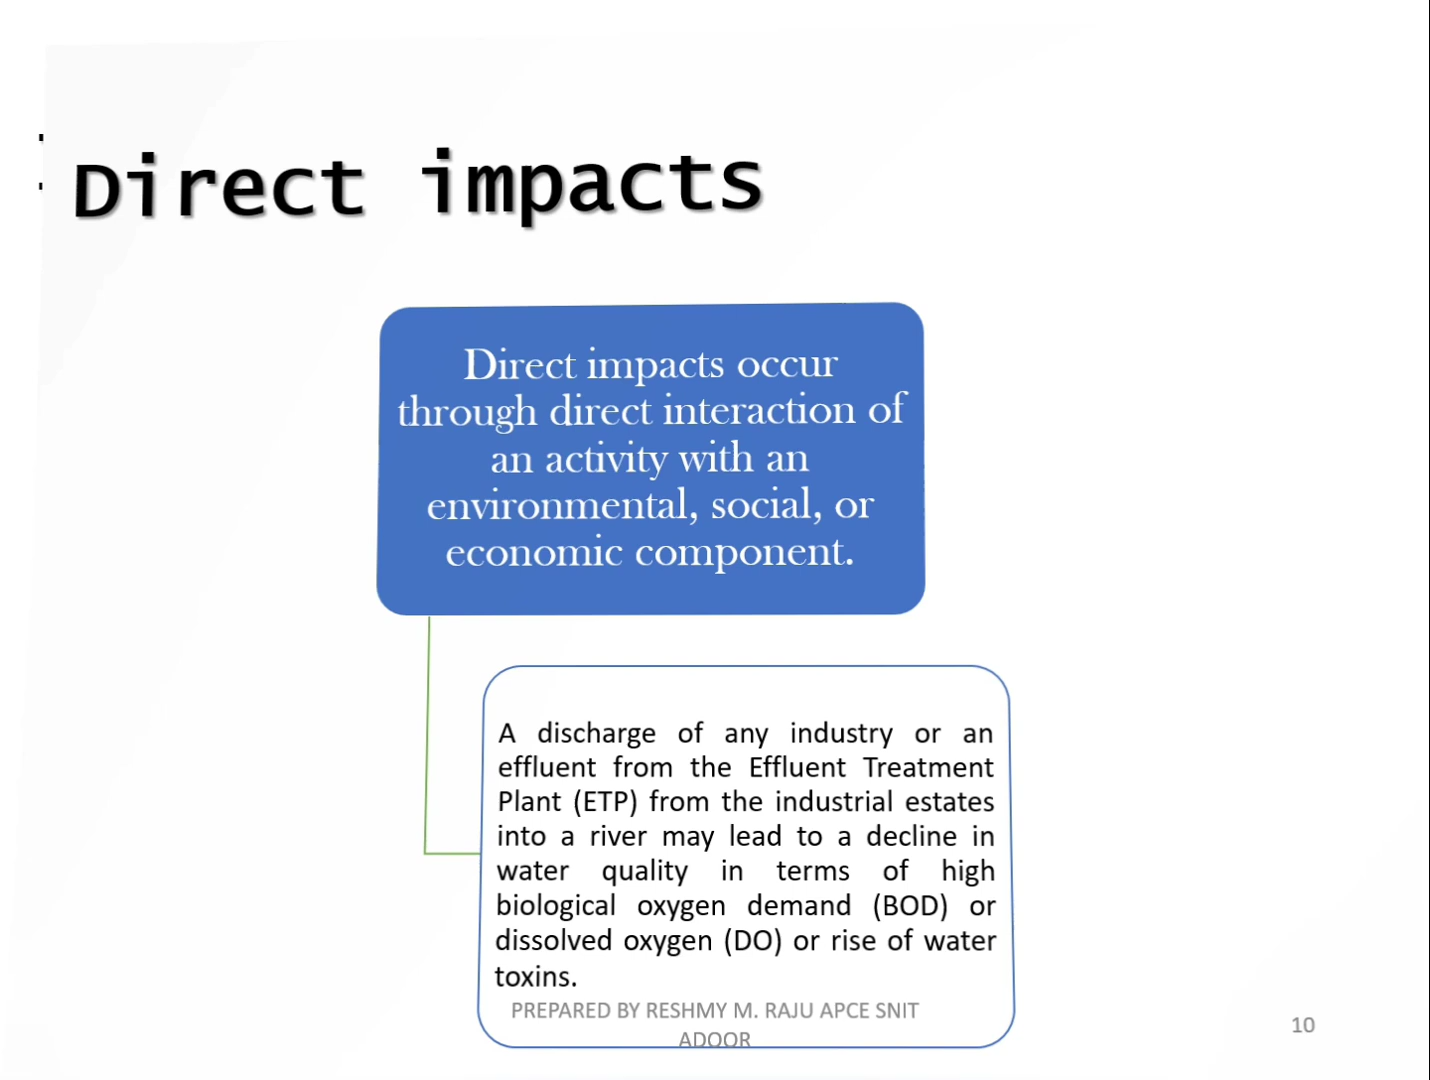 Direct impacts
Direct impacts occur
through direct interaction of
an activity with an
environmental, social, or
economic component.
A discharge of any industry or an
effluent from the Effluent Treatment
Plant (ETP) from the industrial estates
into a river may lead to a decline in
water quality in terms of high
biological oxygen demand (BOD) or
dissolved oxygen (DO) or rise of water
toxins.
PREPARED BY RESHMY M. RAJU APCE SNIT
ADOOR
10